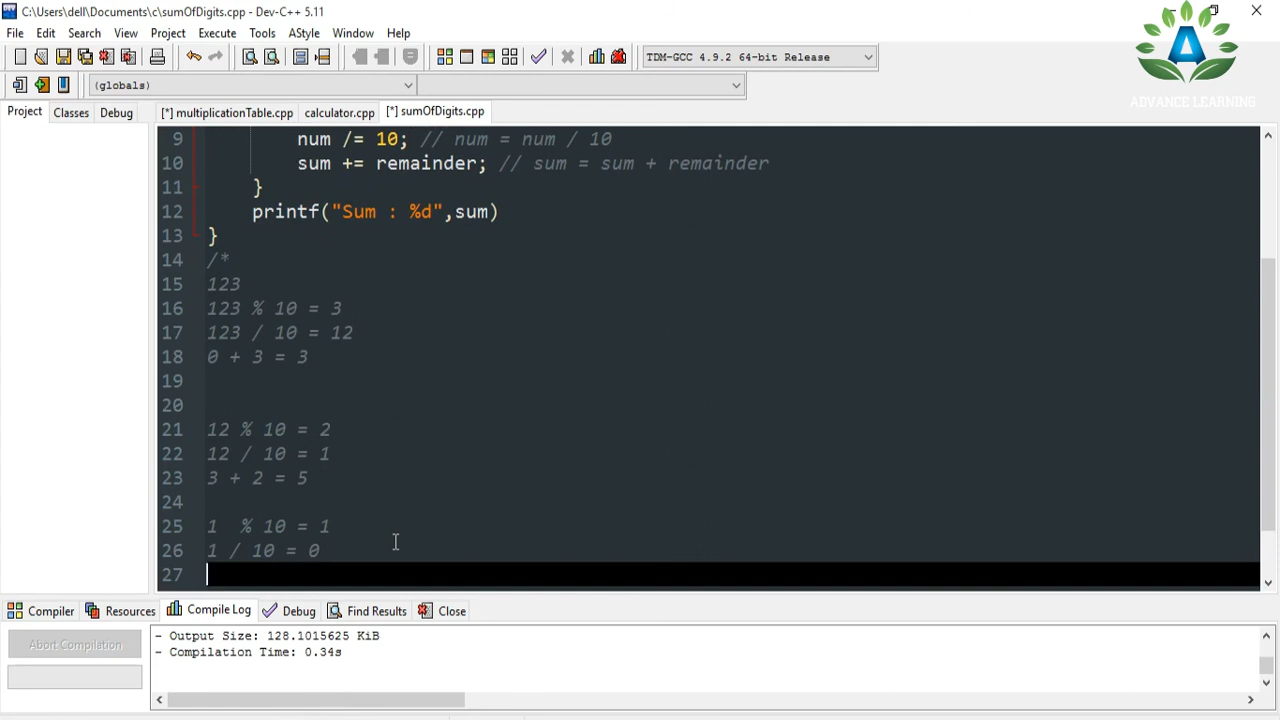 C:\Users\dell\Documents\c\sumOfDigits.cpp - Dev-C++ 5.11
File Edit Search View Project Execute Tools AStyle Window Help
TDM-GCC 4.9.2 64-bit Release
(globals)
ADVANCE LEARNING
Project Classes Debug [*] multiplicationTable.cpp calculator.cpp [*] sumOfDigits.cpp
9 num /= 10; // num = num / 10
10 sum += remainder; // sum = sum + remainder
11 }
12 printf("Sum : %d",sum)
13 }
14 /*
15 123
16 123 % 10 = 3
17 123 / 10 = 12
18 0 + 3 = 3
19
20
21 12 % 10 = 2
22 12 / 10 = 1
23 3 + 2 = 5
24
25 1  % 10 = 1
26 1 / 10 = 0
27
Compiler Resources Compile Log Debug Find Results Close
Abort Compilation
- Output Size: 128.1015625 KiB
- Compilation Time: 0.34s